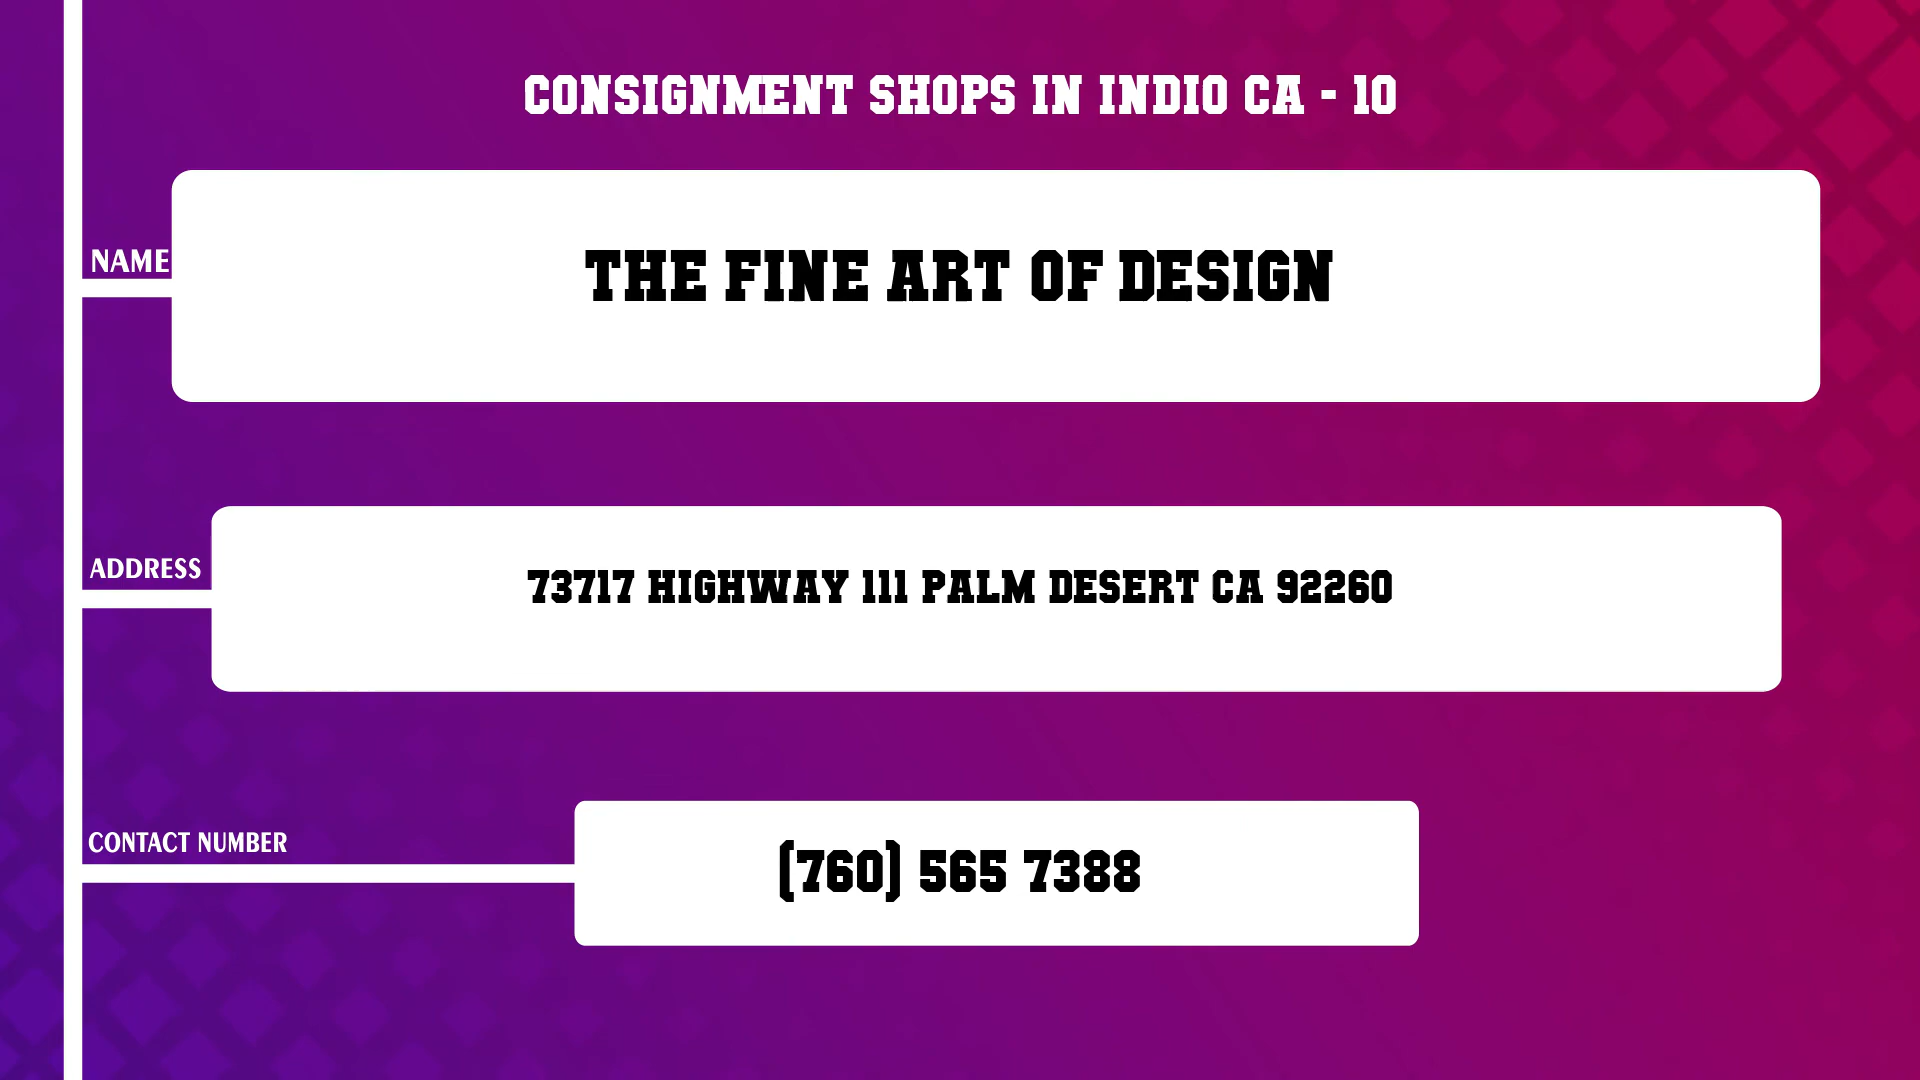 CONSIGNMENT SHOPS IN INDIO CA - 10
NAME
THE FINE ART OF DESIGN
ADDRESS
73717 HIGHWAY 111 PALM DESERT CA 92260
CONTACT NUMBER
(760) 565 7388